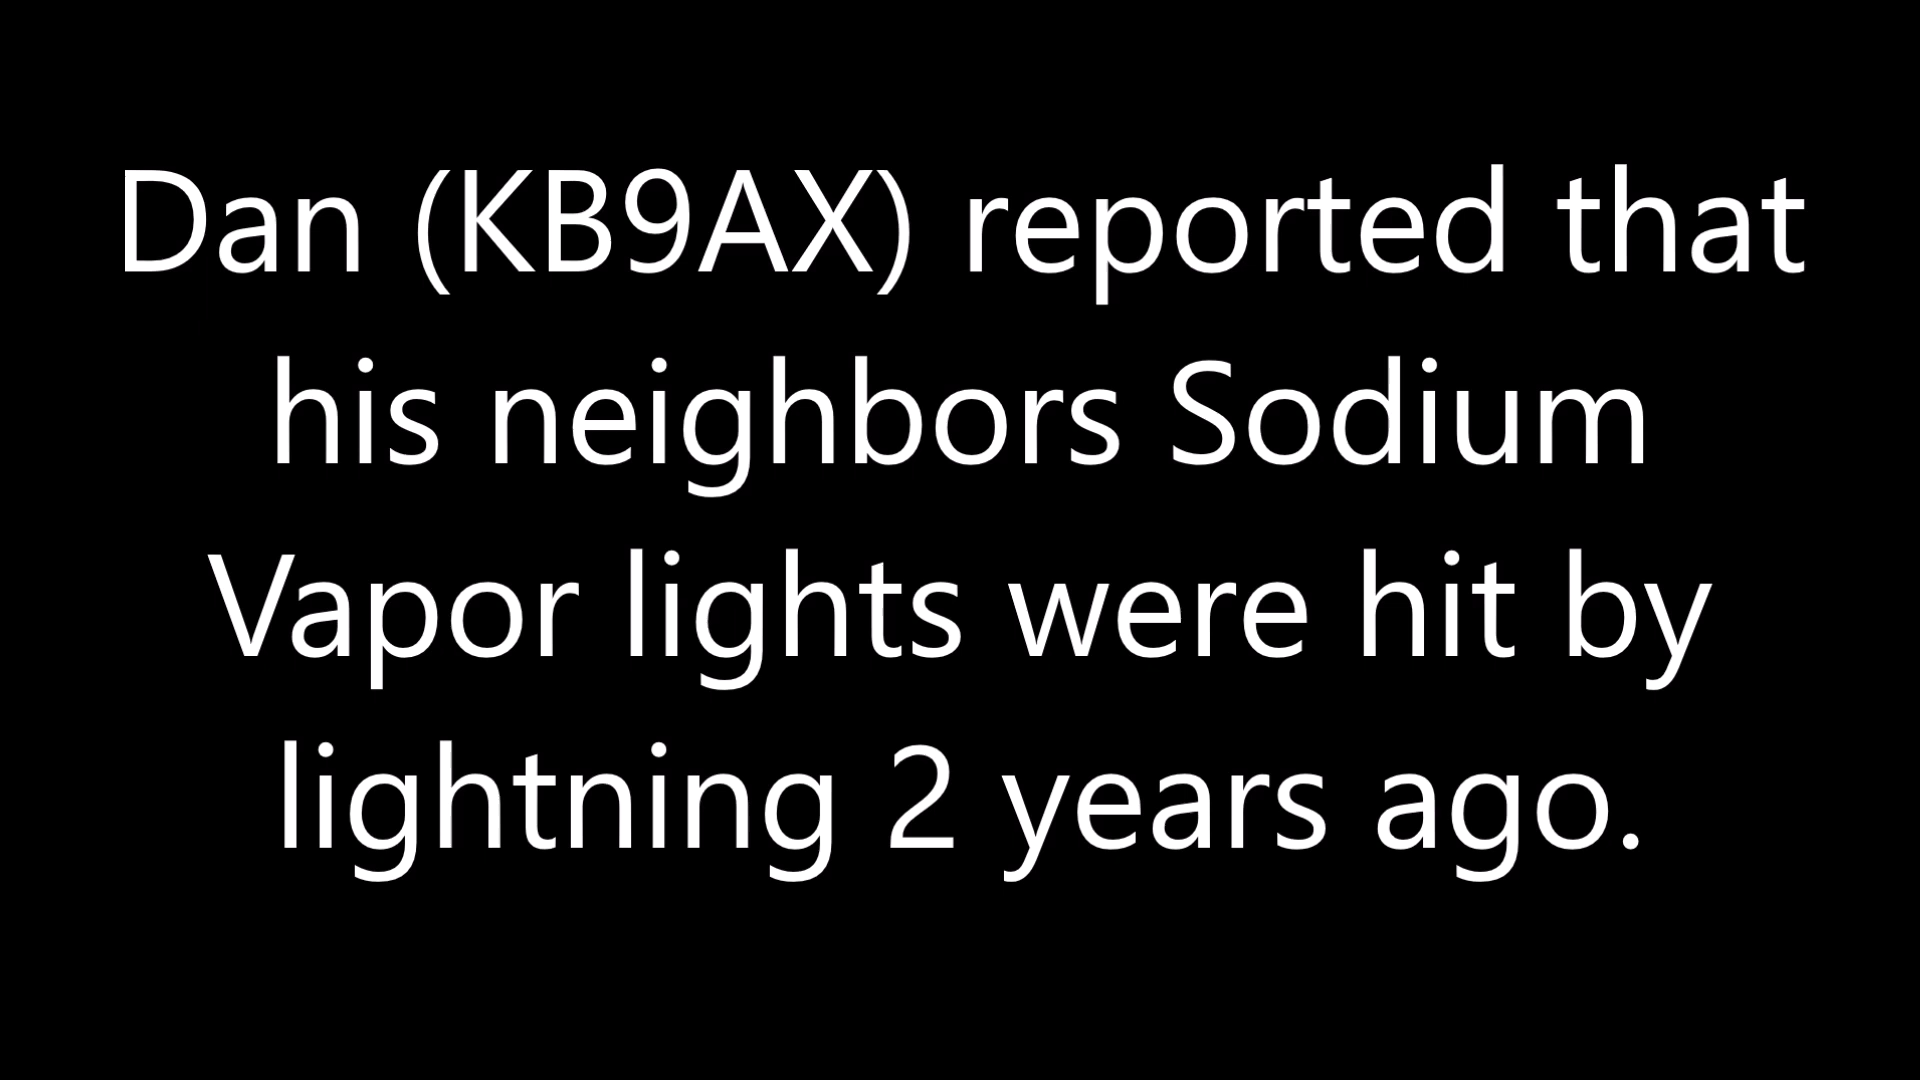 Dan (KB9AX) reported that
his neighbors Sodium
Vapor lights were hit by
lightning 2 years ago.